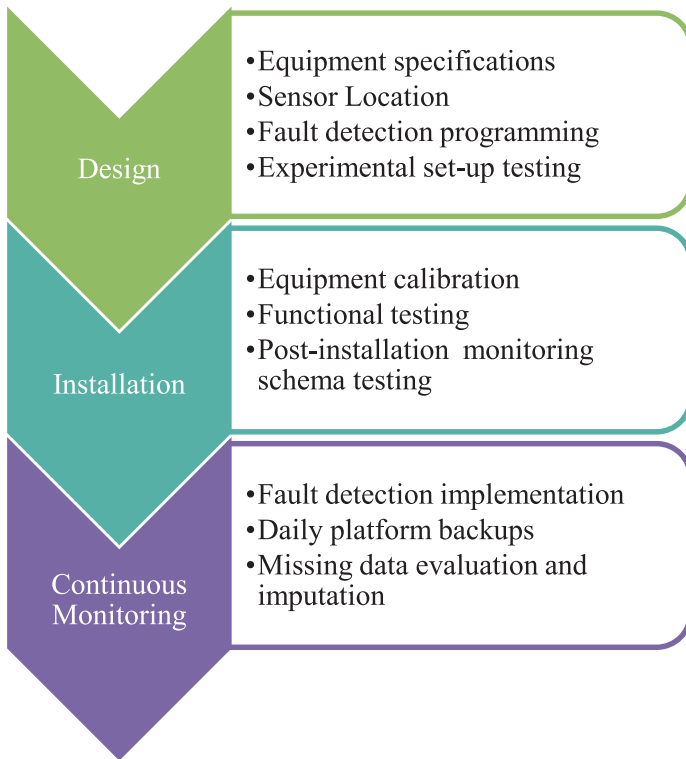 Design
•Equipment specifications
•Sensor Location
•Fault detection programming
•Experimental set-up testing
Installation
•Equipment calibration
•Functional testing
•Post-installation monitoring
schema testing
Continuous
Monitoring
•Fault detection implementation
•Daily platform backups
•Missing data evaluation and
imputation